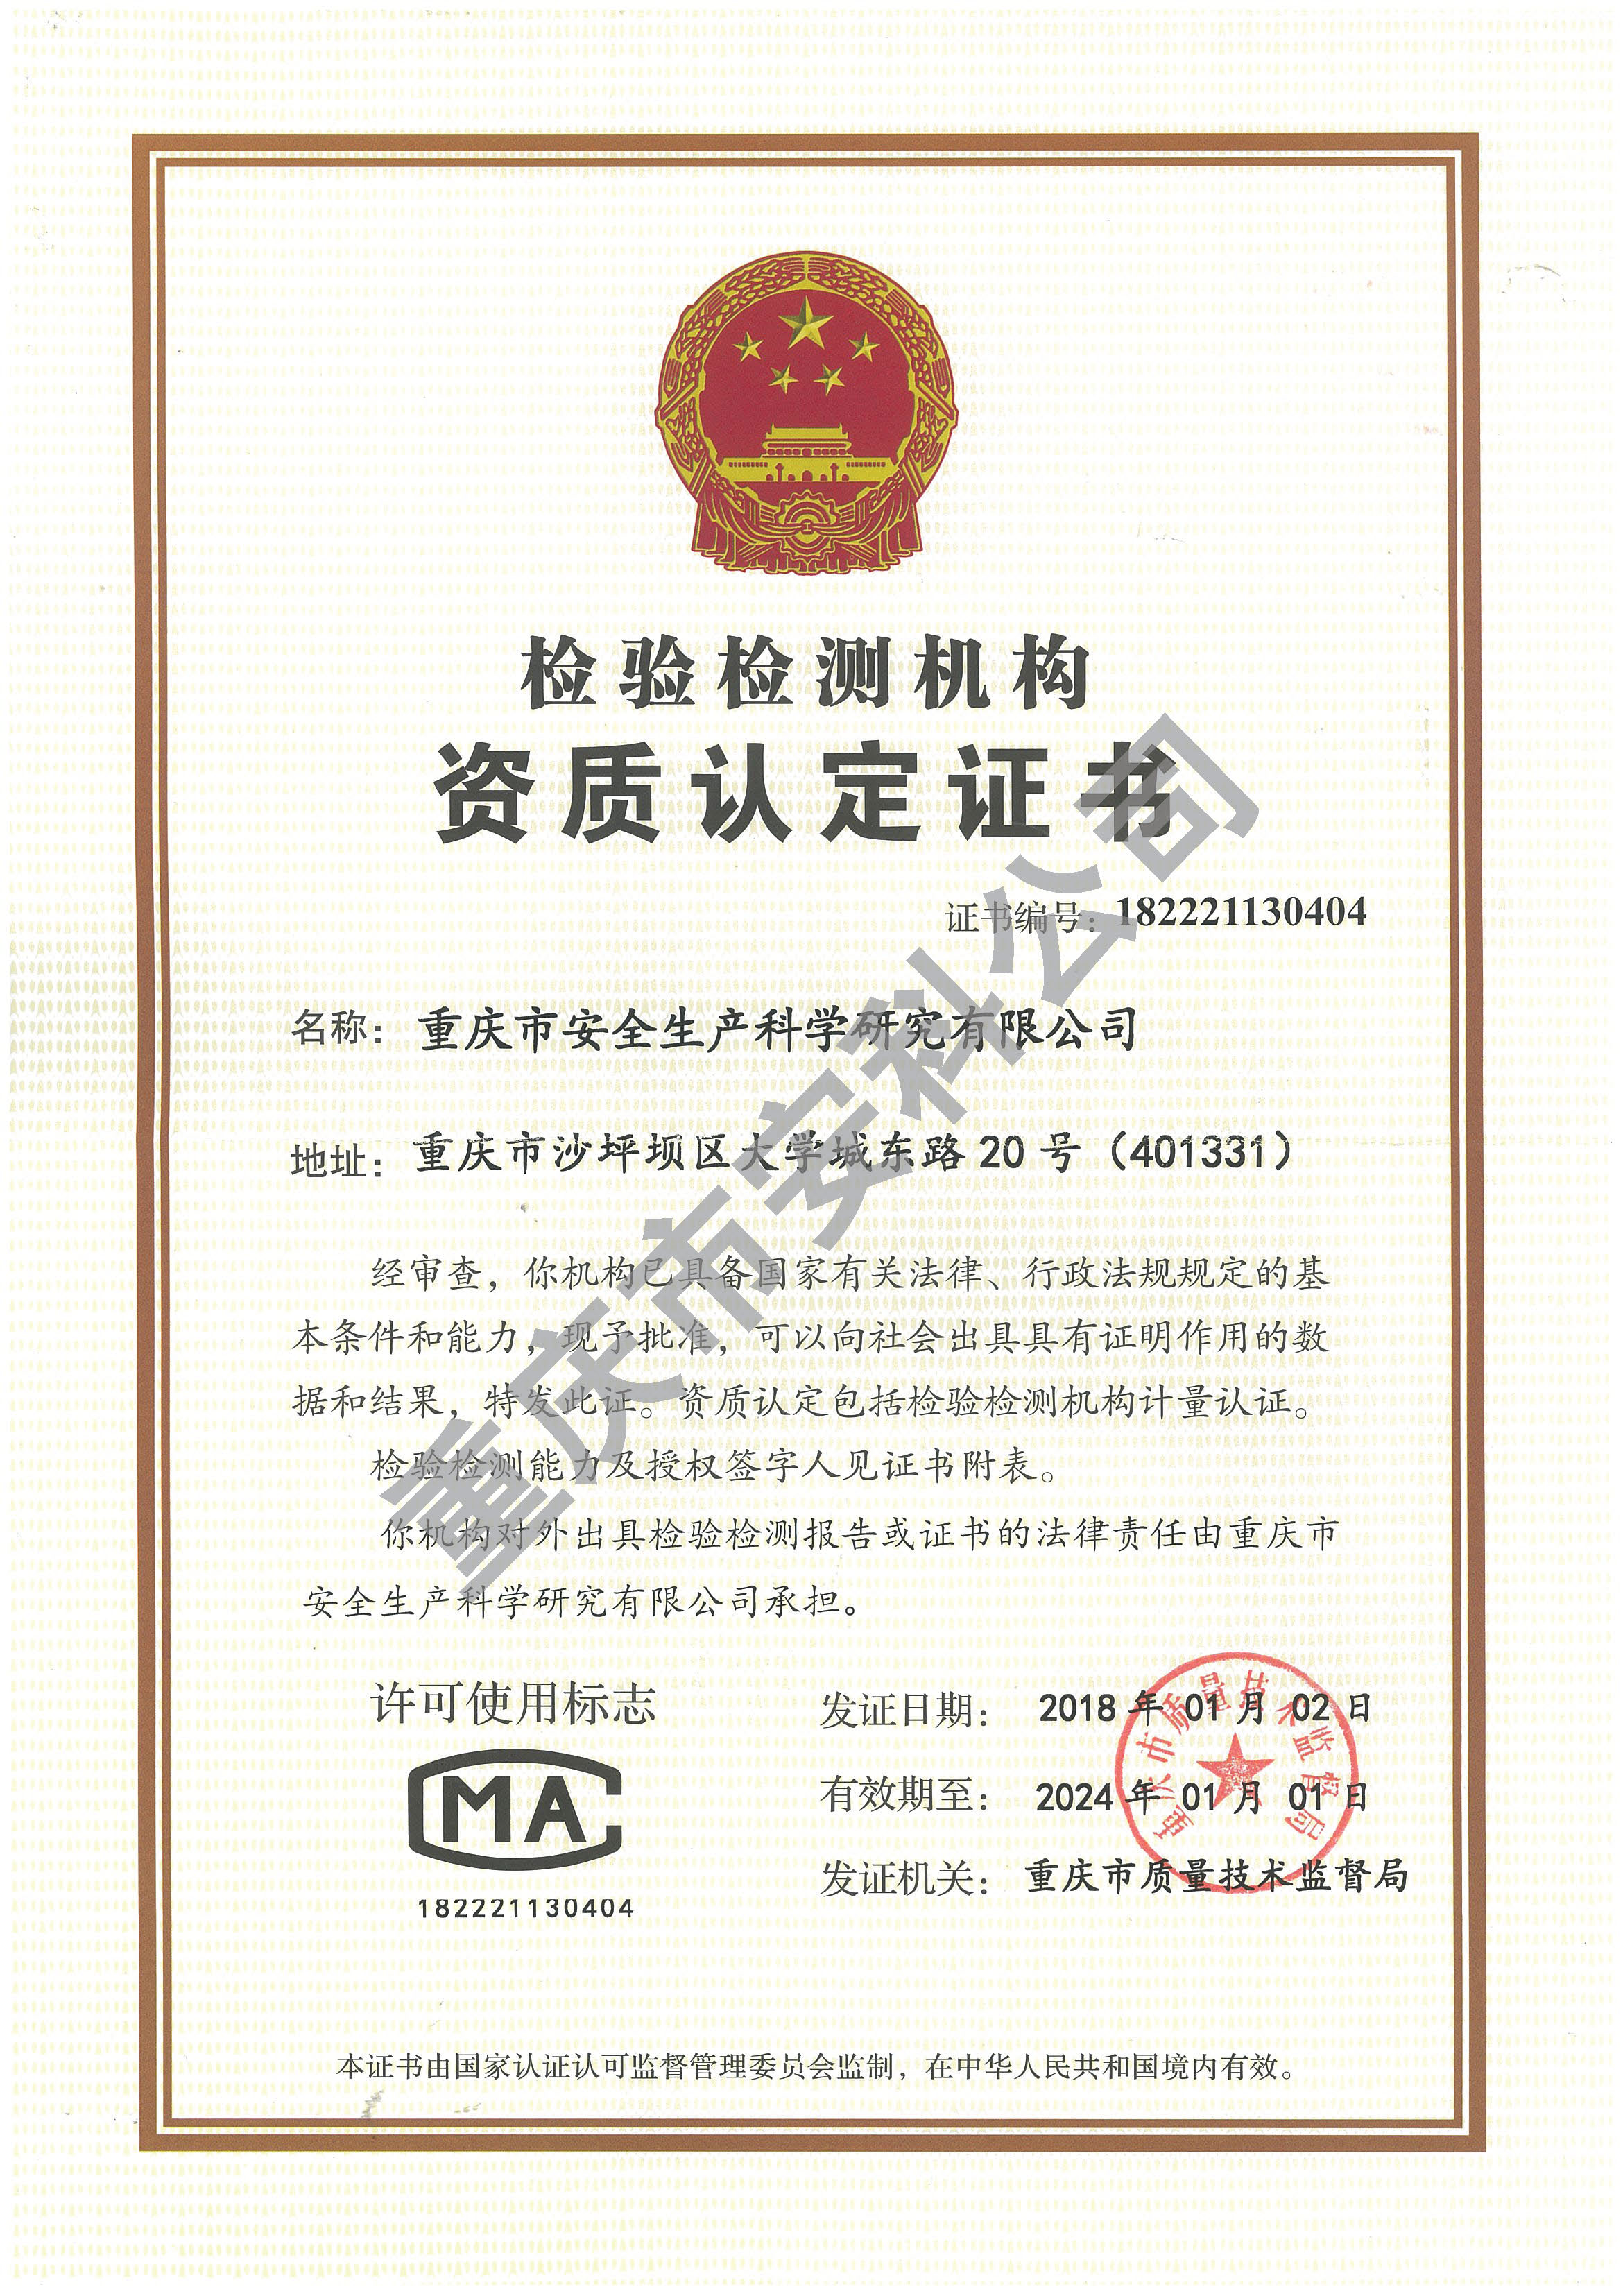 检验检测机构
资质认定证书
证书编号：182221130404
名称：重庆市安全生产科学研究有限公司
地址：重庆市沙坪坝区大学城东路20号（401331）
经审查，你机构已具备国家有关法律、行政法规规定的基
本条件和能力，现予批准，可以向社会出具具有证明作用的数
据和结果，特发此证。资质认定包括检验检测机构计量认证。
检验检测能力及授权签字人见证书附表。
你机构对外出具检验检测报告或证书的法律责任由重庆市
安全生产科学研究有限公司承担。
许可使用标志
MA
182221130404
发证日期：2018年01月02日
有效期至：2024年01月01日
发证机关：重庆市质量技术监督局
重庆市质量技术监督局
本证书由国家认证认可监督管理委员会监制，在中华人民共和国境内有效。
重庆市安科公司